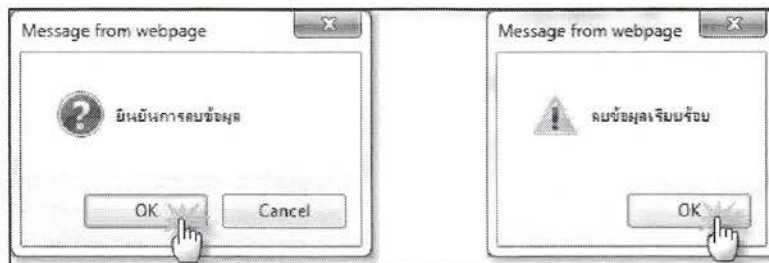 Message from webpage
ยืนยันการลบข้อมูล
OK
Cancel
Message from webpage
ลบข้อมูลเรียบร้อย
OK